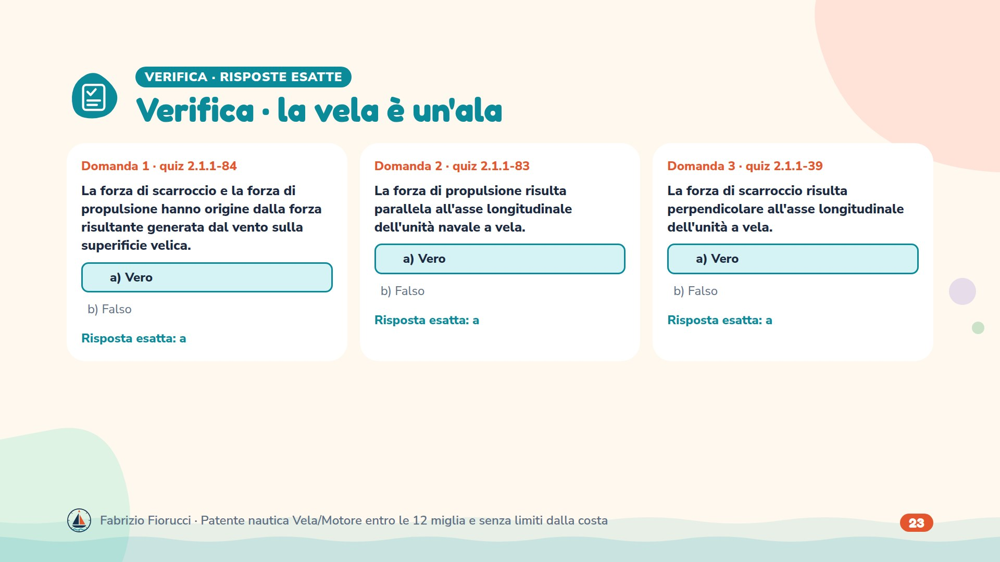 VERIFICA · RISPOSTE ESATTE
Verifica · la vela è un'ala
Domanda 1 · quiz 2.1.1-84
La forza di scarroccio e la forza di
propulsione hanno origine dalla forza
risultante generata dal vento sulla
superficie velica.
a) Vero
b) Falso
Risposta esatta: a
Domanda 2 · quiz 2.1.1-83
La forza di propulsione risulta
parallela all'asse longitudinale
dell'unità navale a vela.
a) Vero
b) Falso
Risposta esatta: a
Domanda 3 · quiz 2.1.1-39
La forza di scarroccio risulta
perpendicolare all'asse longitudinale
dell'unità a vela.
a) Vero
b) Falso
Risposta esatta: a
Fabrizio Fiorucci · Patente nautica Vela/Motore entro le 12 miglia e senza limiti dalla costa
23